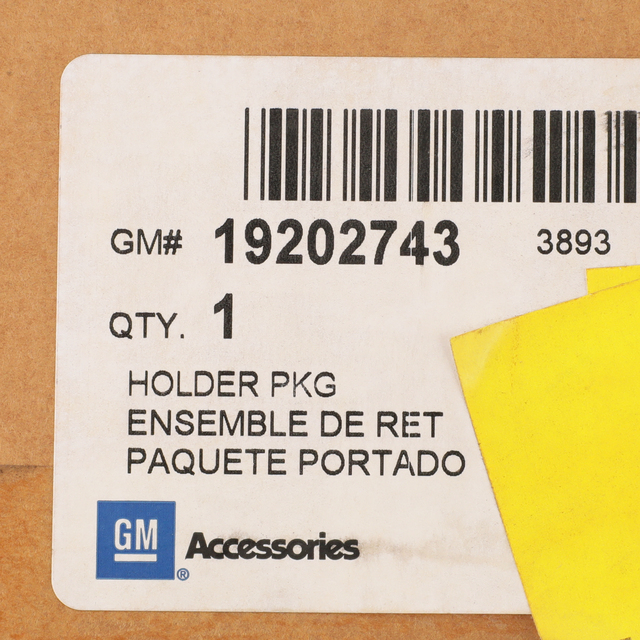 GM# 19202743 3893
QTY. 1
HOLDER PKG
ENSEMBLE DE RET
PAQUETE PORTADO
GM ® Accessories